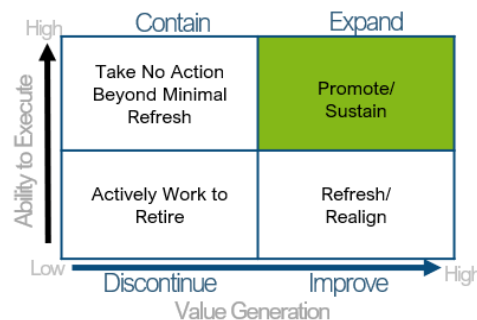 High
Contain
Expand
Take No Action
Beyond Minimal
Refresh
Promote/
Sustain
Ability to Execute
Actively Work to
Retire
Refresh/
Realign
Low
High
Discontinue
Improve
Value Generation